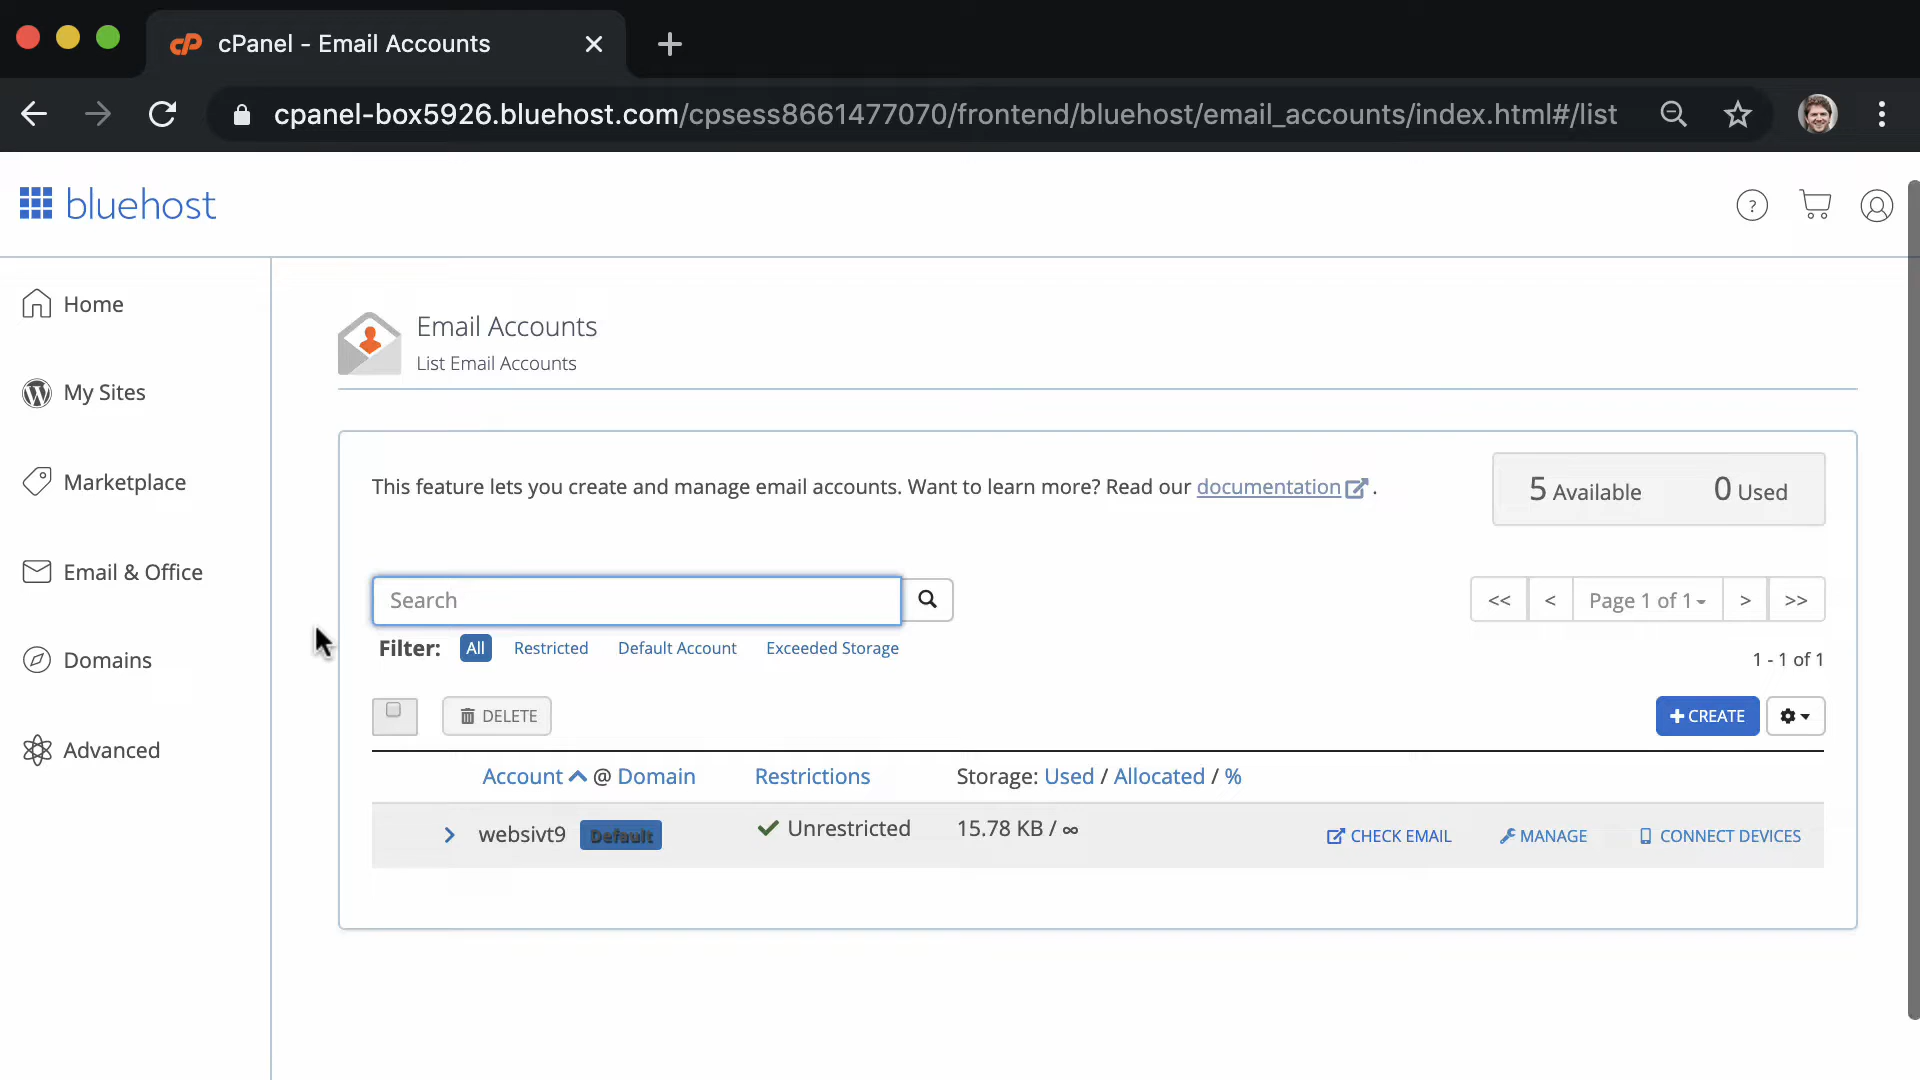 cPanel - Email Accounts
cpanel-box5926.bluehost.com/cpsess8661477070/frontend/bluehost/email_accounts/index.html#/list
bluehost
?
Home
My Sites
Marketplace
Email & Office
Domains
Advanced
Email Accounts
List Email Accounts
This feature lets you create and manage email accounts. Want to learn more? Read our documentation.
5 Available 0 Used
Search
<< < Page 1 of 1 > >>
Filter: All Restricted Default Account Exceeded Storage
1 - 1 of 1
DELETE
+ CREATE
Account @ Domain Restrictions Storage: Used / Allocated / %
websivt9 Default Unrestricted 15.78 KB / ∞ CHECK EMAIL MANAGE CONNECT DEVICES